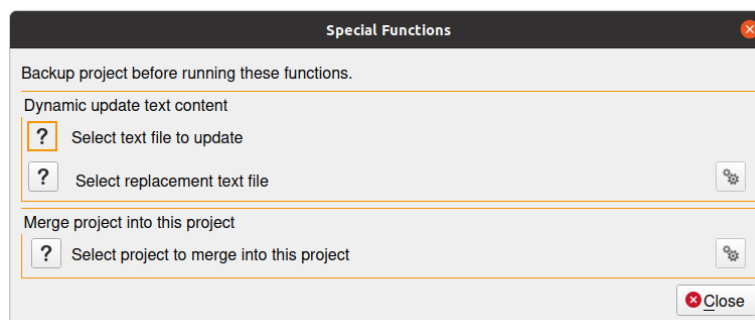 Special Functions
Backup project before running these functions.
Dynamic update text content
? Select text file to update
? Select replacement text file
Merge project into this project
? Select project to merge into this project
Close